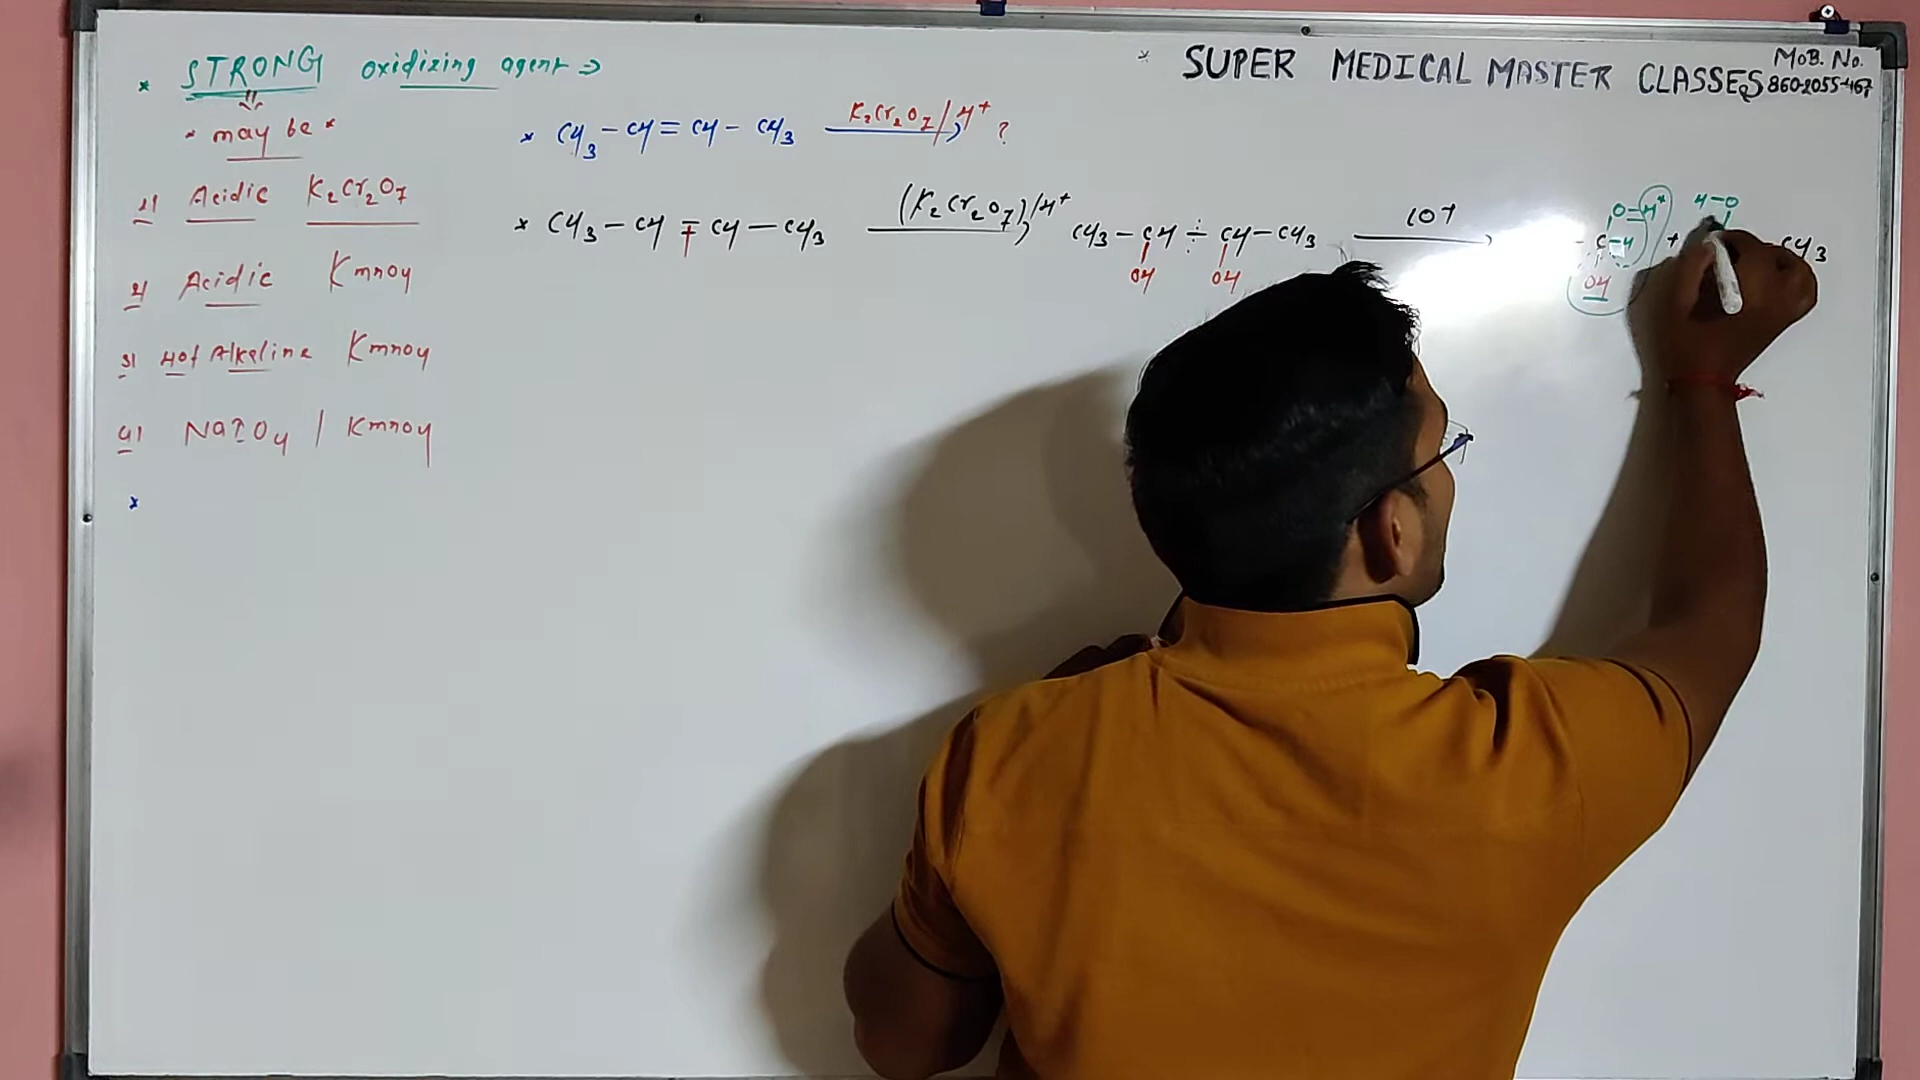 * STRONG oxidizing agent ⇒
* SUPER MEDICAL MASTER CLASSES
MOB. No.
860-2055-467
* may be *
* CH3 - CH = CH - CH3 K2Cr2O7/H+ ?
1) Acidic K2Cr2O7
* CH3 - CH = CH - CH3 (K2Cr2O7)/H+ CH3 - CH ÷ CH - CH3 [O]
OH OH
O-H H-O
- C-H + CH3
OH
2) Acidic KMnO4
3) Hot Alkaline KMnO4
4) NaIO4 / KMnO4
*